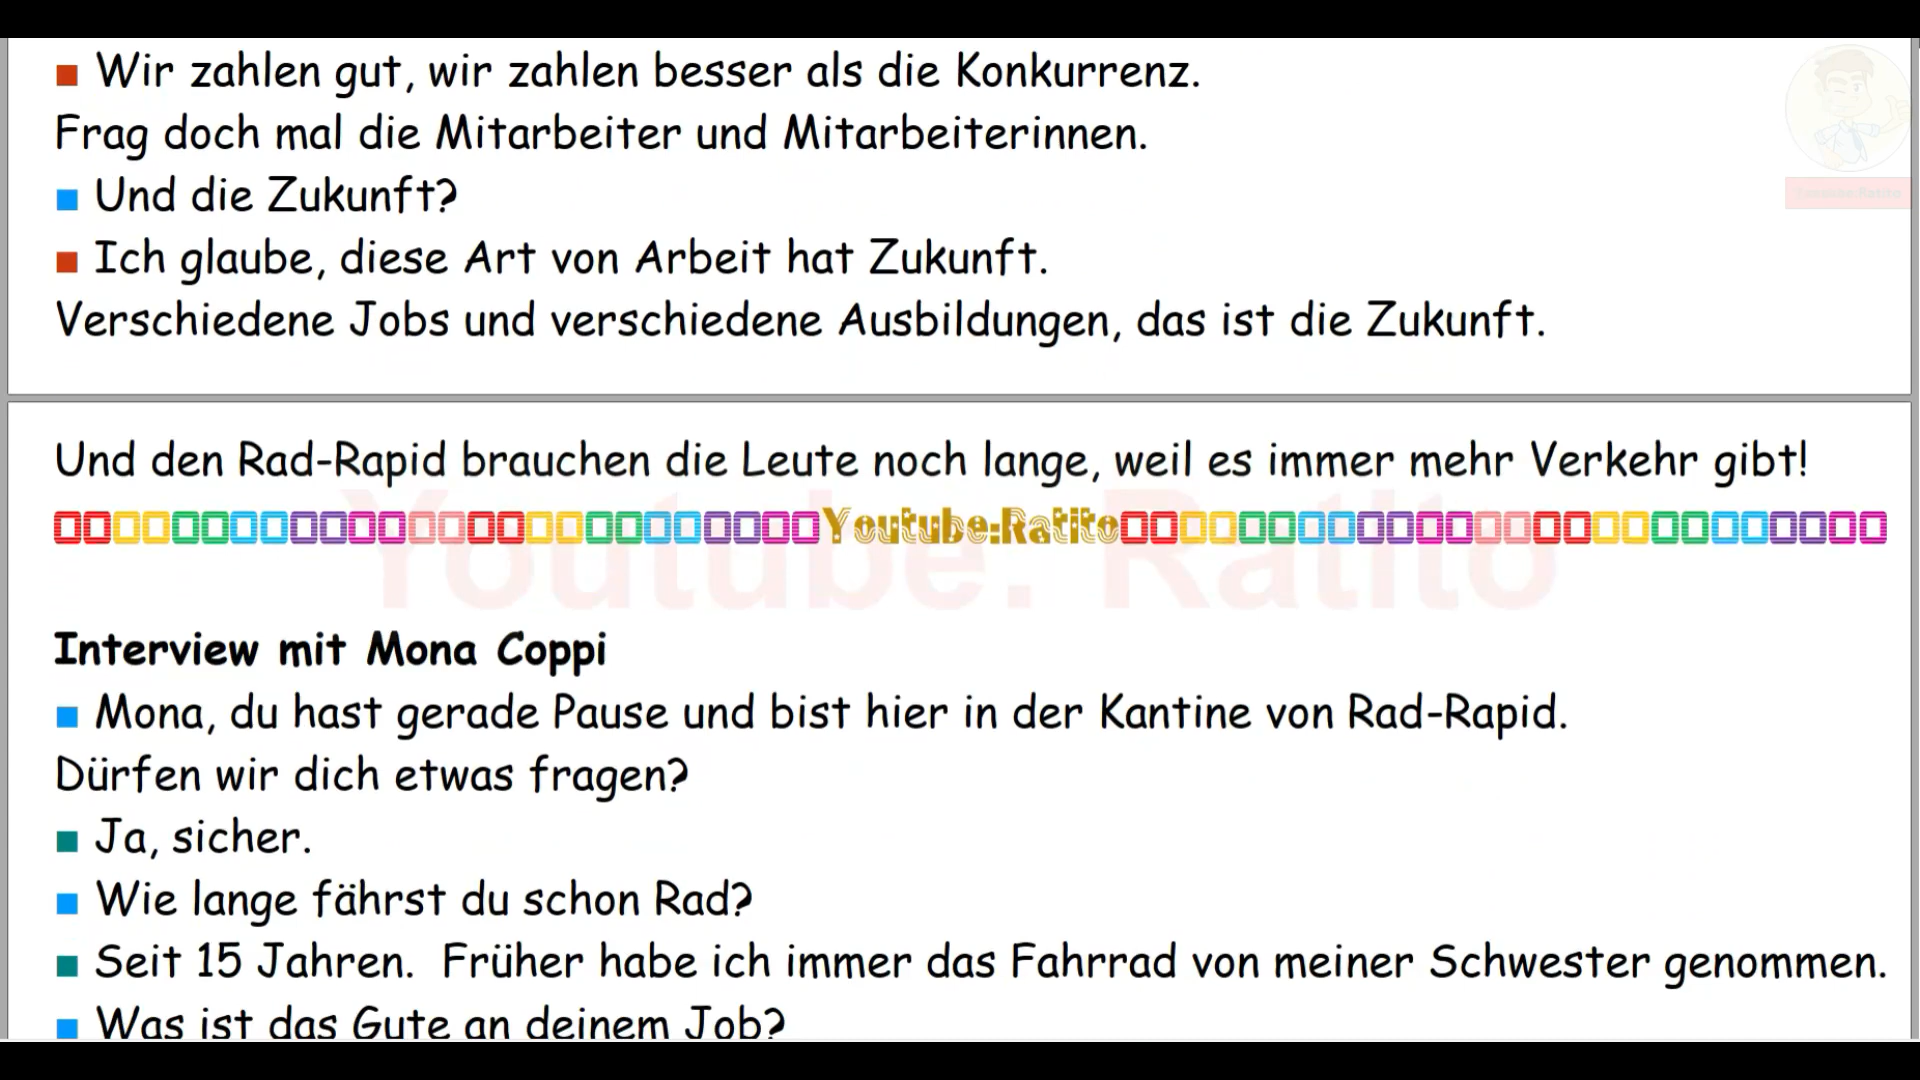 Wir zahlen gut, wir zahlen besser als die Konkurrenz.
Frag doch mal die Mitarbeiter und Mitarbeiterinnen.
Und die Zukunft?
Ich glaube, diese Art von Arbeit hat Zukunft.
Verschiedene Jobs und verschiedene Ausbildungen, das ist die Zukunft.
Und den Rad-Rapid brauchen die Leute noch lange, weil es immer mehr Verkehr gibt!
Youtube:Ratito
Youtube: Ratito
Interview mit Mona Coppi
Mona, du hast gerade Pause und bist hier in der Kantine von Rad-Rapid.
Dürfen wir dich etwas fragen?
Ja, sicher.
Wie lange fährst du schon Rad?
Seit 15 Jahren. Früher habe ich immer das Fahrrad von meiner Schwester genommen.
Was ist das Gute an deinem Job?